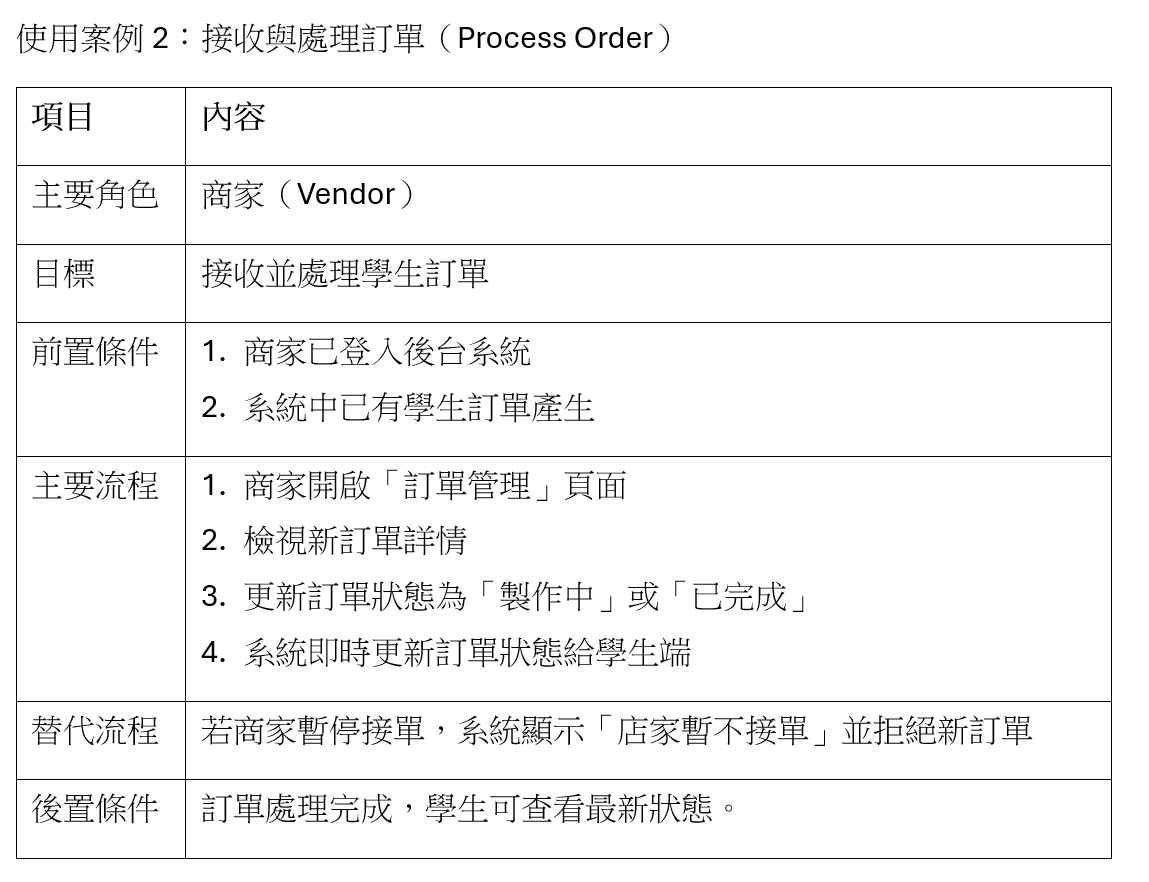 使用案例 2：接收與處理訂單（Process Order）
項目 內容
主要角色 商家（Vendor）
目標 接收並處理學生訂單
前置條件 1. 商家已登入後台系統
2. 系統中已有學生訂單產生
主要流程 1. 商家開啟「訂單管理」頁面
2. 檢視新訂單詳情
3. 更新訂單狀態為「製作中」或「已完成」
4. 系統即時更新訂單狀態給學生端
替代流程 若商家暫停接單，系統顯示「店家暫不接單」並拒絕新訂單
後置條件 訂單處理完成，學生可查看最新狀態。